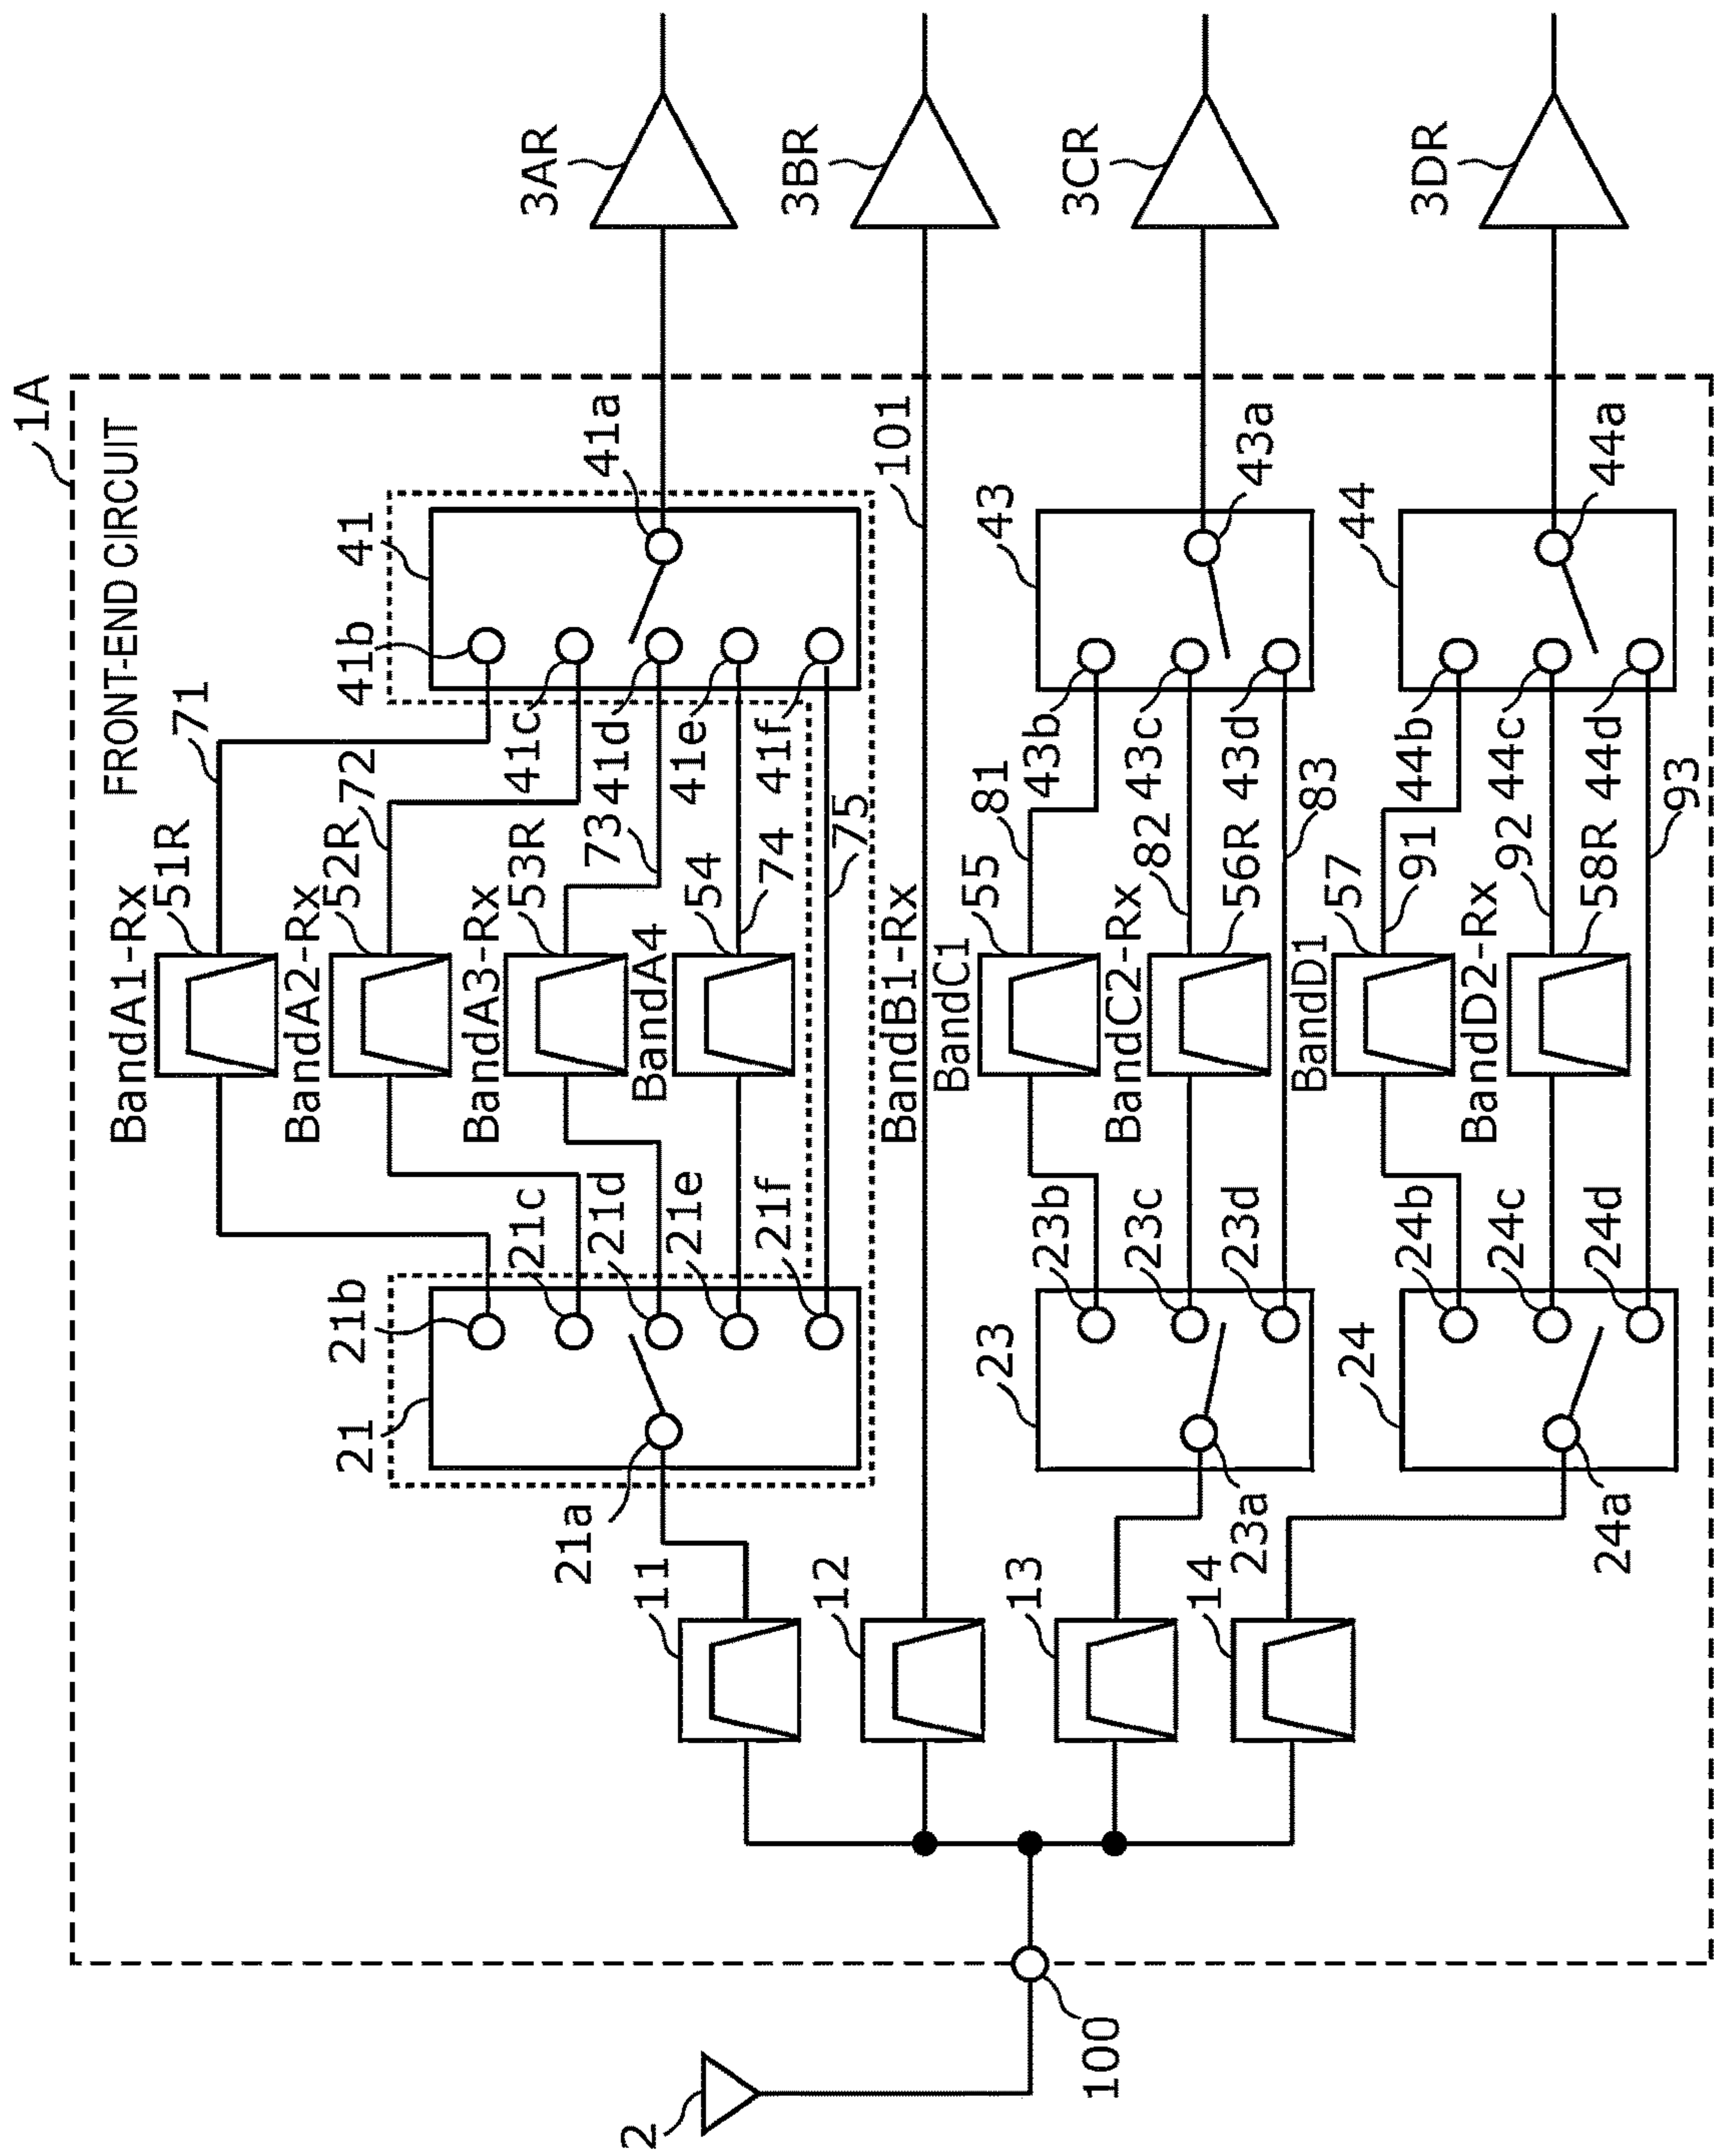 1A
FRONT-END CIRCUIT
BandA1-Rx
51R
71
BandA2-Rx
52R
72
BandA3-Rx
53R
73
BandA4
54
74
75
21
21b
21c
21d
21e
21f
21a
41
41b
41c
41d
41e
41f
41a
3AR
11
12
BandB1-Rx
101
3BR
13
BandC1
55
81
BandC2-Rx
56R
82
83
23
23b
23c
23d
23a
43
43b
43c
43d
43a
3CR
14
BandD1
57
91
BandD2-Rx
58R
92
93
24
24b
24c
24d
24a
44
44b
44c
44d
44a
3DR
2
100